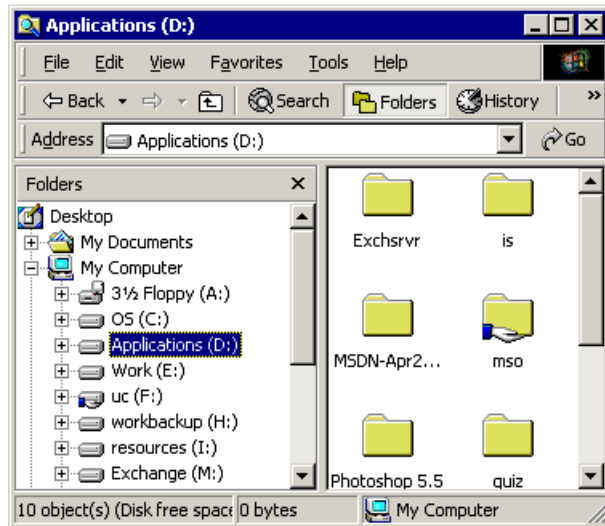 Applications (D:)
File Edit View Favorites Tools Help
Back Search Folders History »
Address Applications (D:) Go
Folders
Desktop
My Documents
My Computer
3½ Floppy (A:)
OS (C:)
Applications (D:)
Work (E:)
uc (F:)
workbackup (H:)
resources (I:)
Exchange (M:)
Exchsrvr is
MSDN-Apr2... mso
Photoshop 5.5 quiz
10 object(s) (Disk free space 0 bytes My Computer